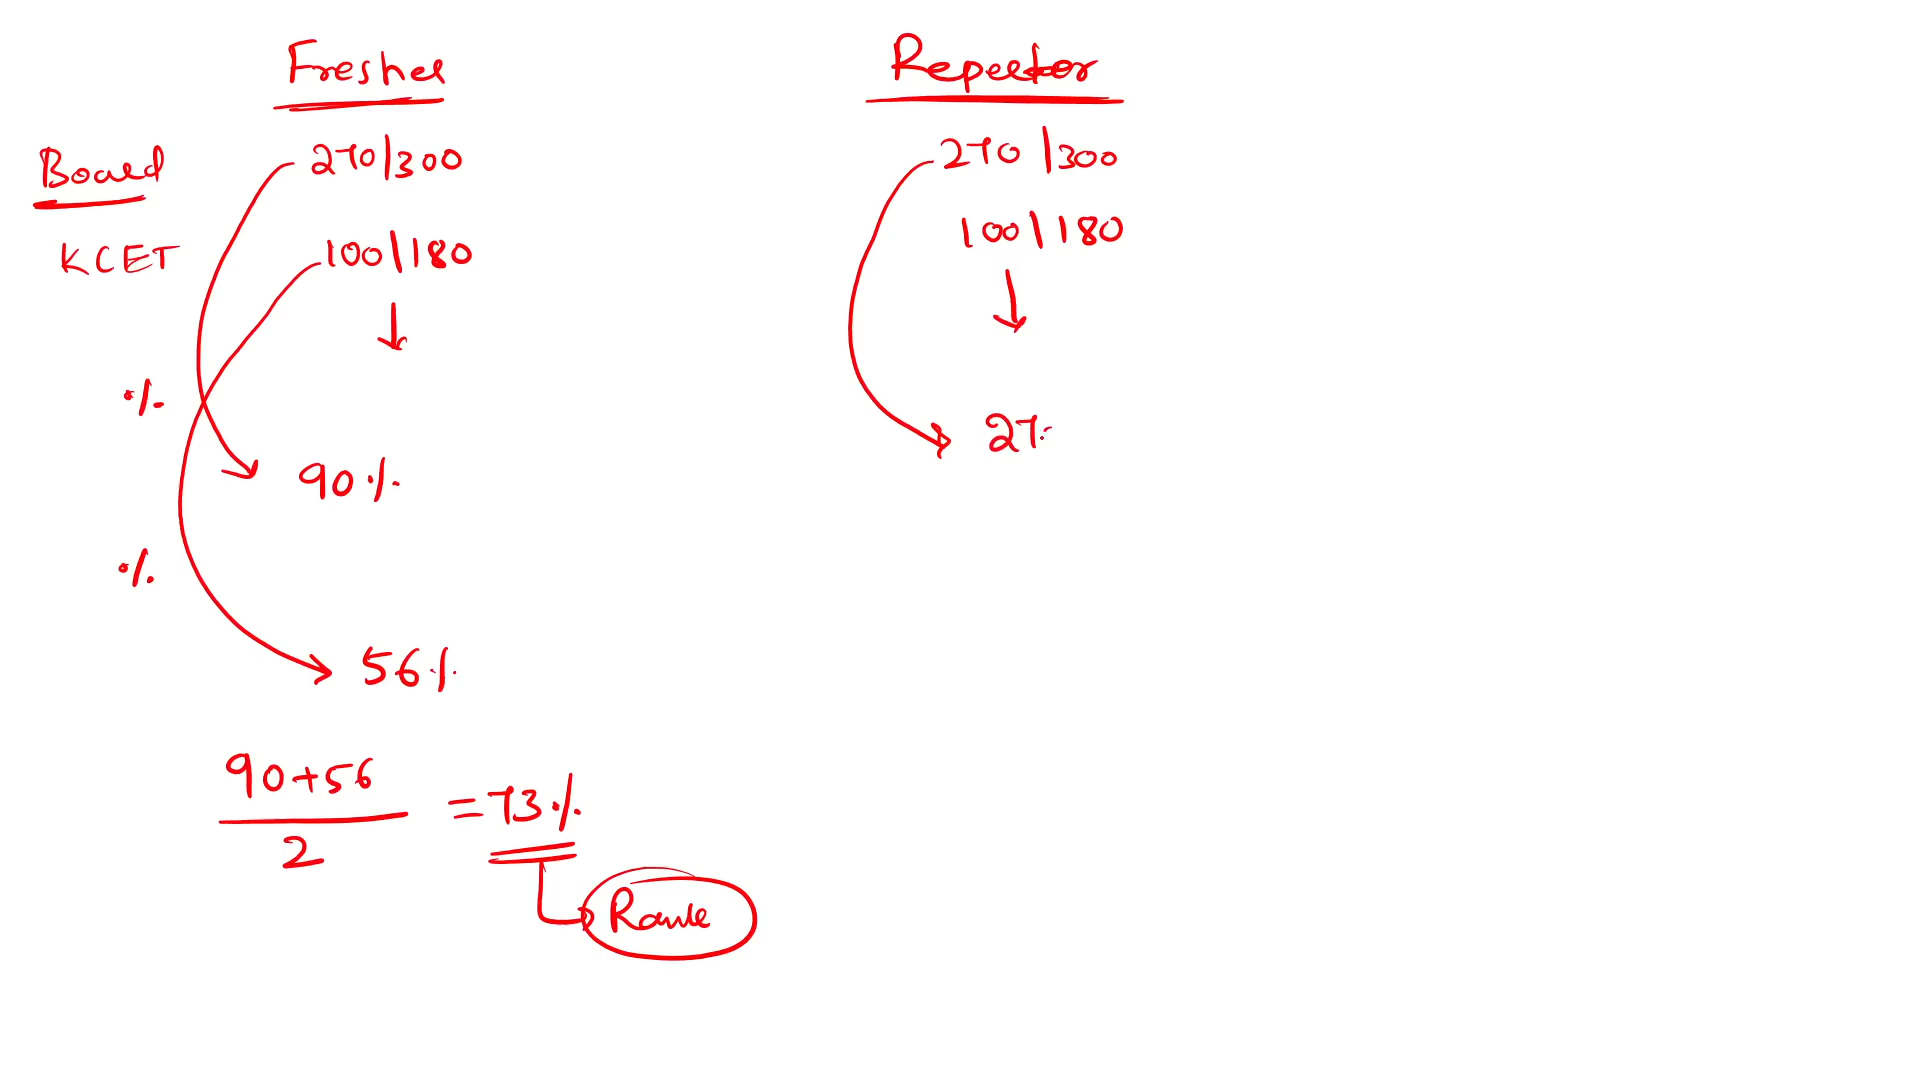 Fresher Repeator
Board 270/300 270/300
KCET 100/180 100/180
%
90% 27
%
56%
90+56
2
=73%
Rank